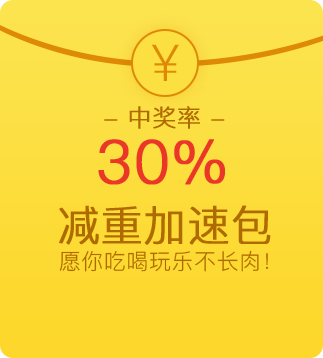 ¥
– 中奖率 –
30%
减重加速包
愿你吃喝玩乐不长肉!